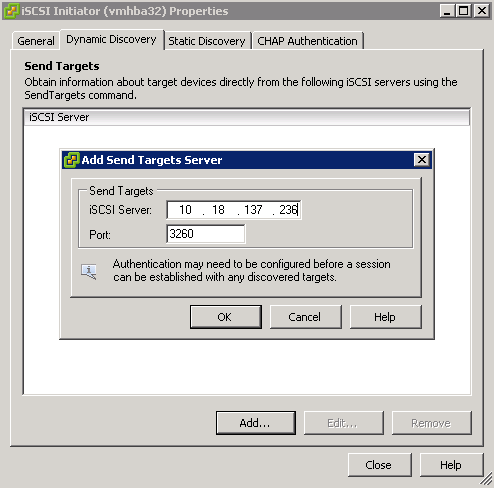 iSCSI Initiator (vmhba32) Properties
General Dynamic Discovery Static Discovery CHAP Authentication
Send Targets
Obtain information about target devices directly from the following iSCSI servers using the
SendTargets command.
iSCSI Server
Add Send Targets Server
Send Targets
iSCSI Server: 10 . 18 . 137 . 236
Port: 3260
Authentication may need to be configured before a session
can be established with any discovered targets.
OK Cancel Help
Add... Edit... Remove
Close Help